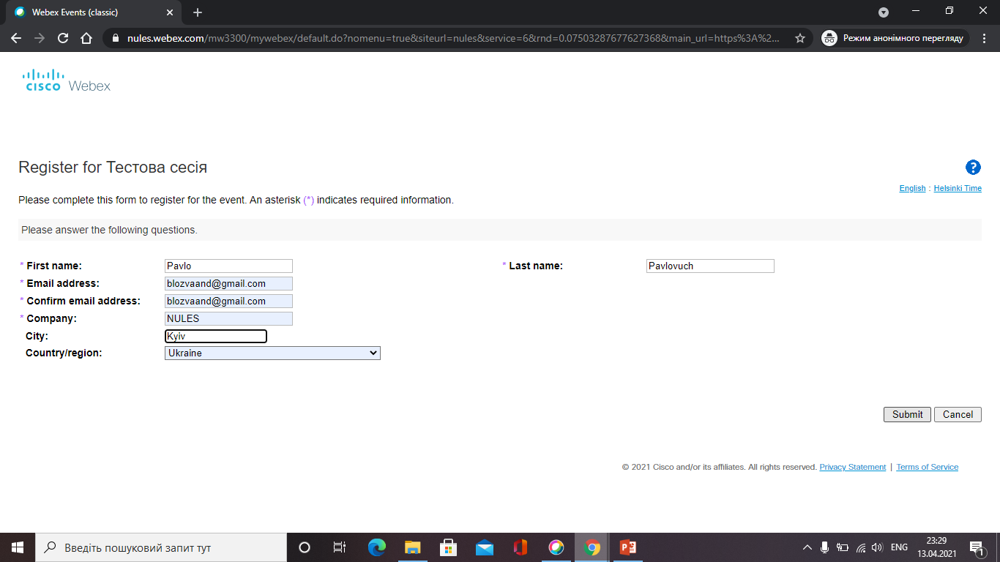 Webex Events (classic)
nules.webex.com/mw3300/mywebex/default.do?nomenu=true&siteurl=nules&service=6&rnd=0.07503287677627368&main_url=https%3A%2...
Режим анонімного перегляду
cisco Webex
Register for Тестова сесія
English : Helsinki Time
Please complete this form to register for the event. An asterisk (*) indicates required information.
Please answer the following questions.
* First name: Pavlo * Last name: Pavlovuch
* Email address: blozvaand@gmail.com
* Confirm email address: blozvaand@gmail.com
* Company: NULES
City: Kyiv
Country/region: Ukraine
Submit Cancel
© 2021 Cisco and/or its affiliates. All rights reserved. Privacy Statement | Terms of Service
Введіть пошуковий запит тут
ENG
23:29
13.04.2021
1